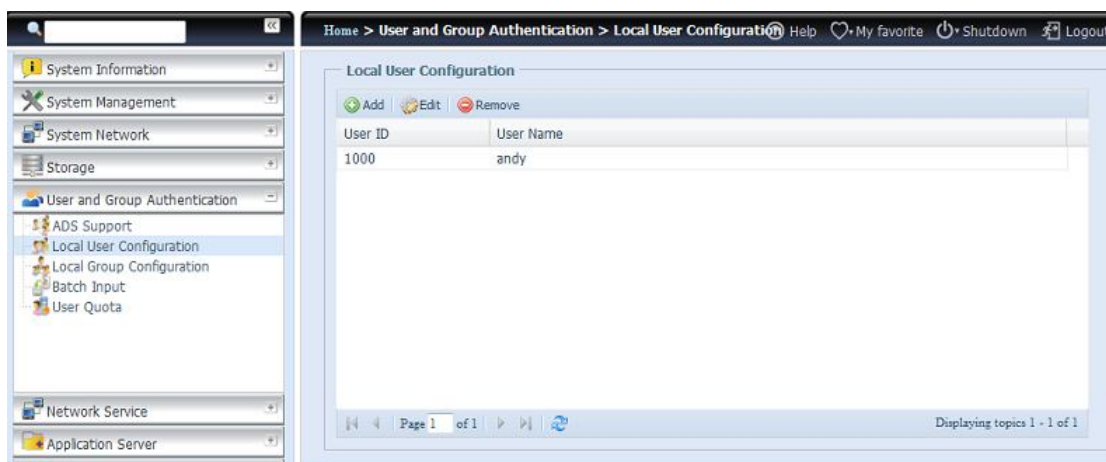 Home > User and Group Authentication > Local User Configuration Help My favorite Shutdown Logout
System Information
System Management
System Network
Storage
User and Group Authentication
ADS Support
Local User Configuration
Local Group Configuration
Batch Input
User Quota
Network Service
Application Server
Local User Configuration
Add Edit Remove
User ID User Name
1000 andy
Page 1 of 1 Displaying topics 1 - 1 of 1